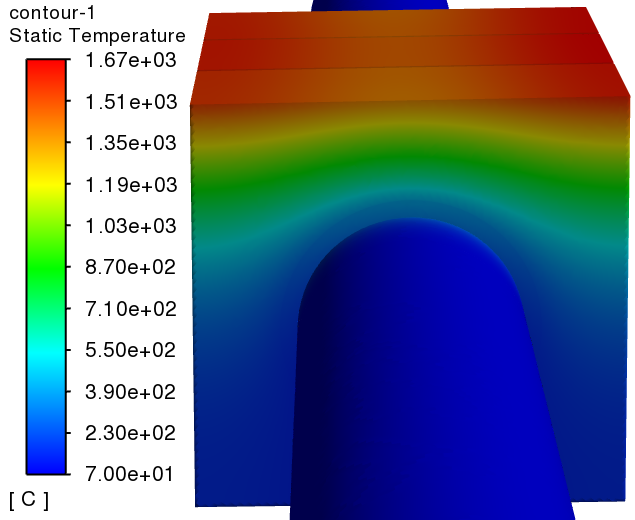 contour-1
Static Temperature
1.67e+03
1.51e+03
1.35e+03
1.19e+03
1.03e+03
8.70e+02
7.10e+02
5.50e+02
3.90e+02
2.30e+02
7.00e+01
[ C ]